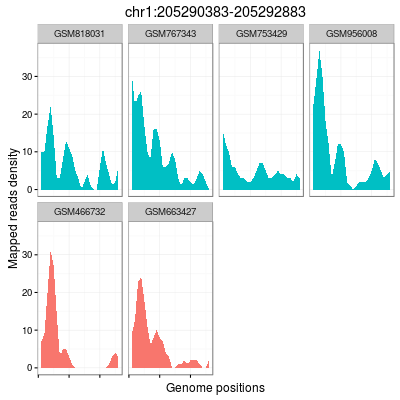 chr1:205290383-205292883
GSM818031 GSM767343 GSM753429 GSM956008
30
20
10
0
Mapped reads density
GSM466732 GSM663427
30
20
10
0
Genome positions